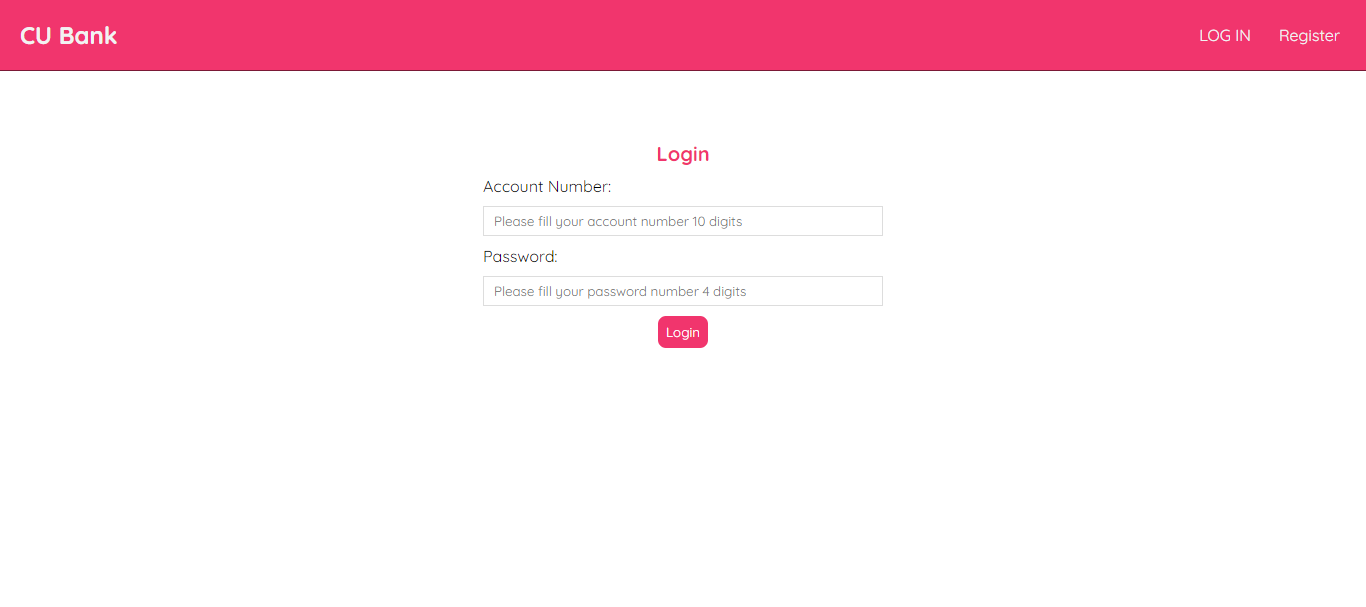 CU Bank
LOG IN
Register
Login
Account Number:
Please fill your account number 10 digits
Password:
Please fill your password number 4 digits
Login